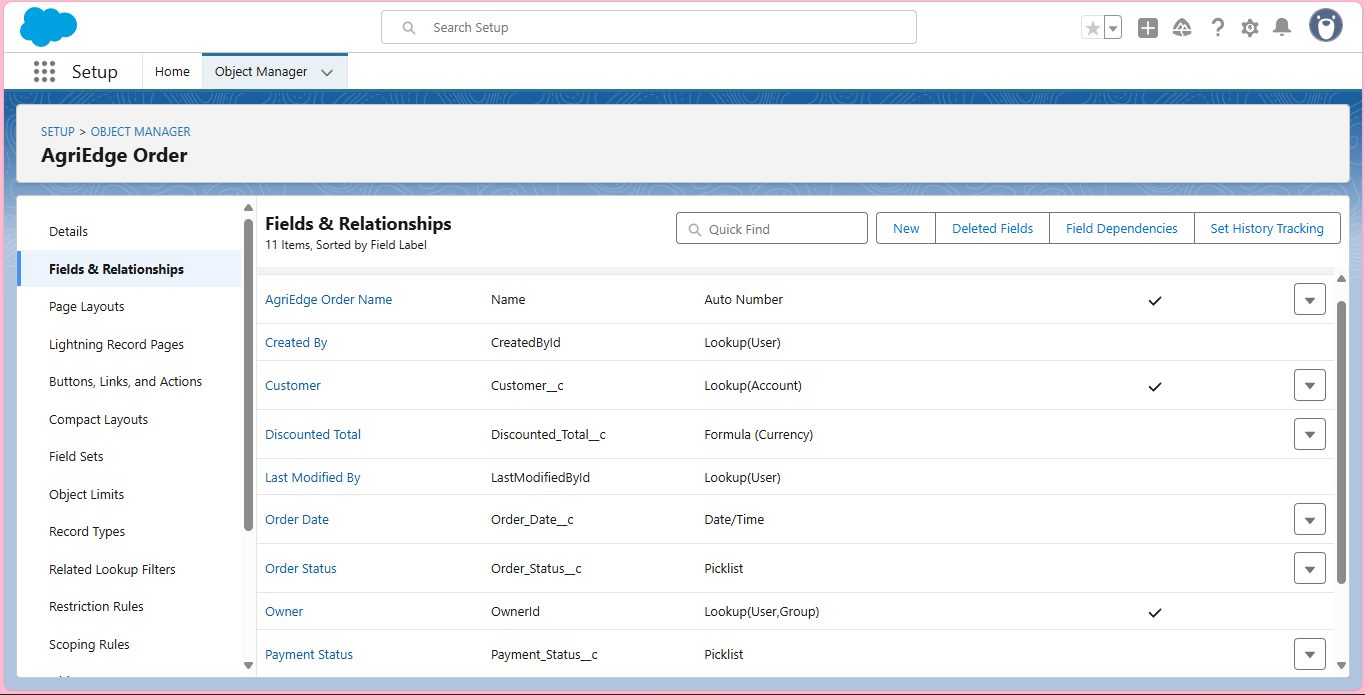 Search Setup
Setup
Home
Object Manager
SETUP > OBJECT MANAGER
AgriEdge Order
Details
Fields & Relationships
Page Layouts
Lightning Record Pages
Buttons, Links, and Actions
Compact Layouts
Field Sets
Object Limits
Record Types
Related Lookup Filters
Restriction Rules
Scoping Rules
Fields & Relationships
11 Items, Sorted by Field Label
Quick Find
New
Deleted Fields
Field Dependencies
Set History Tracking
AgriEdge Order Name Name Auto Number
Created By CreatedById Lookup(User)
Customer Customer__c Lookup(Account)
Discounted Total Discounted_Total__c Formula (Currency)
Last Modified By LastModifiedById Lookup(User)
Order Date Order_Date__c Date/Time
Order Status Order_Status__c Picklist
Owner OwnerId Lookup(User,Group)
Payment Status Payment_Status__c Picklist